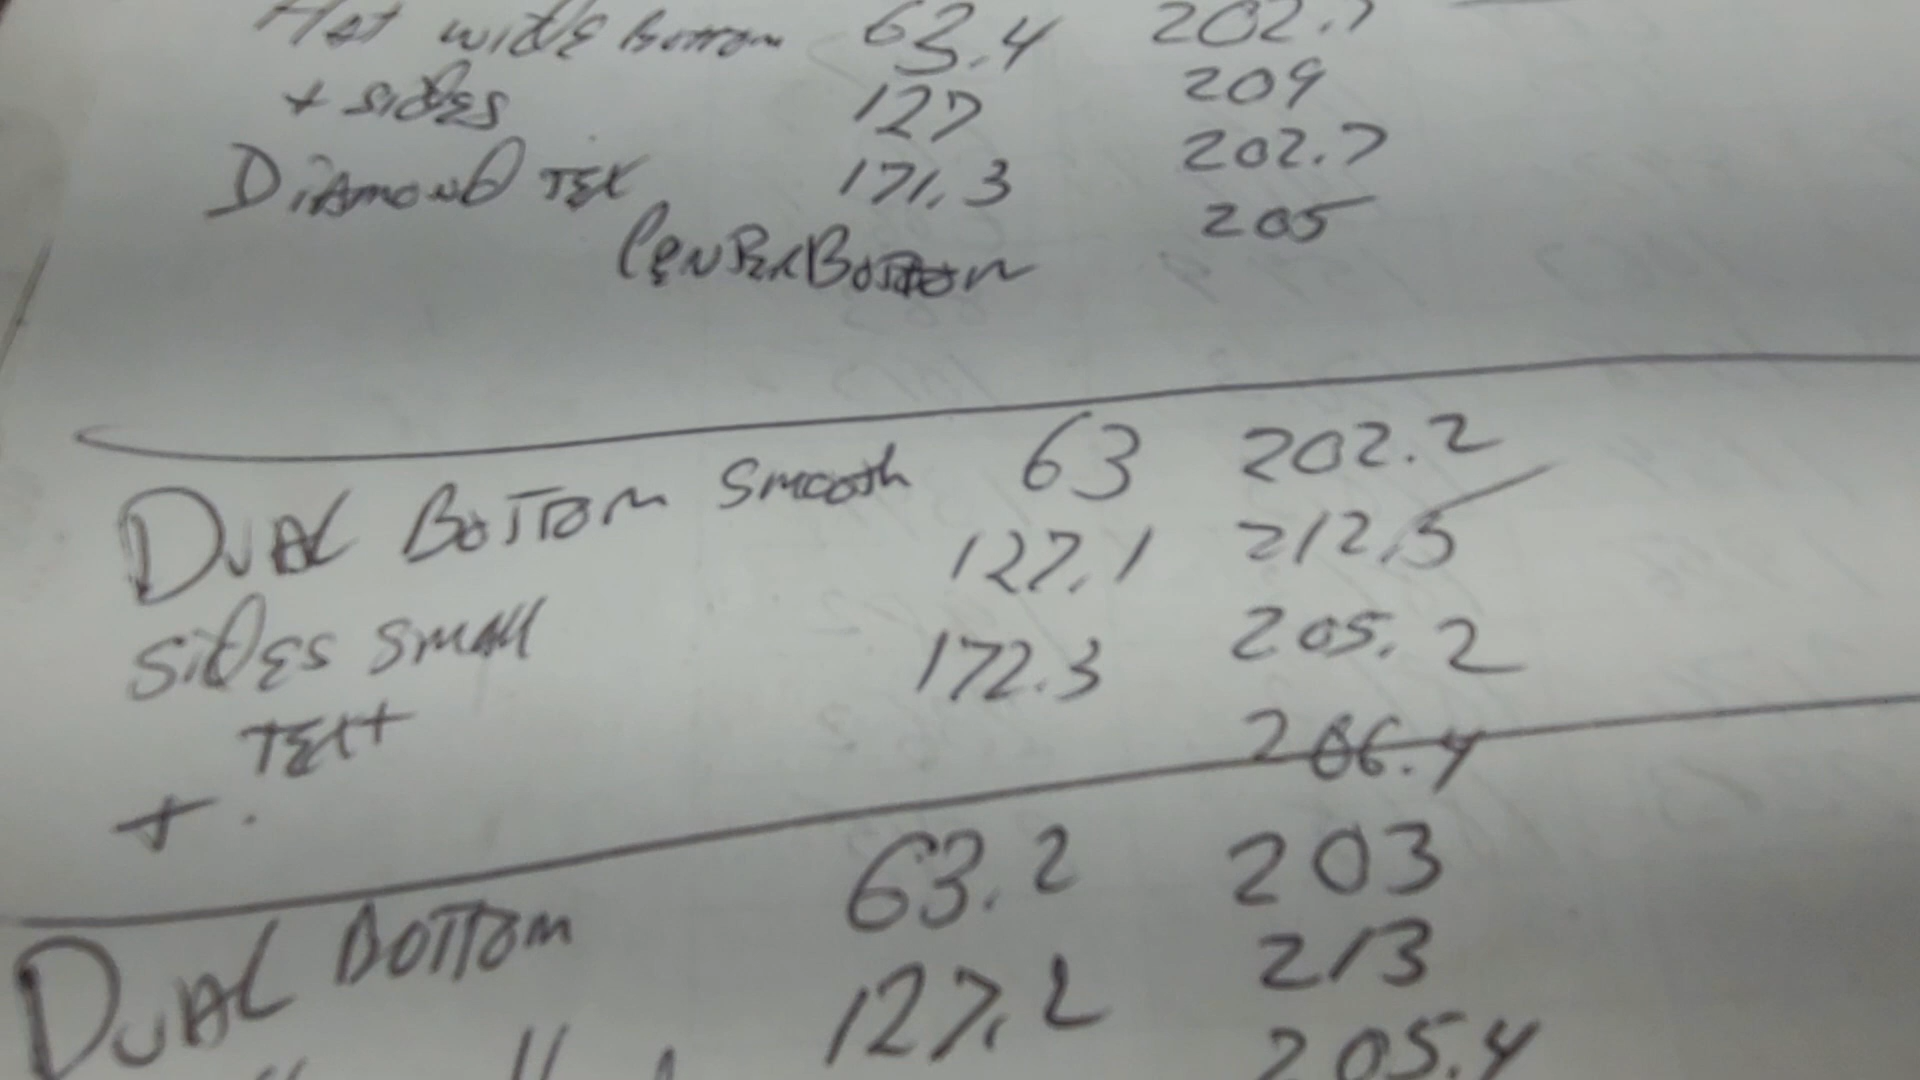 wide Bottom 63.4 202.7
+ sides 127 209
Diamond TEX 171.3 202.7
Center Bottom 205
Dual Bottom Smooth 63 202.2
127.1 212.5
Sides Small 172.3 205.2
TEXT 206.4
+
Dual Bottom 63.2 203
127.2 213
205.4